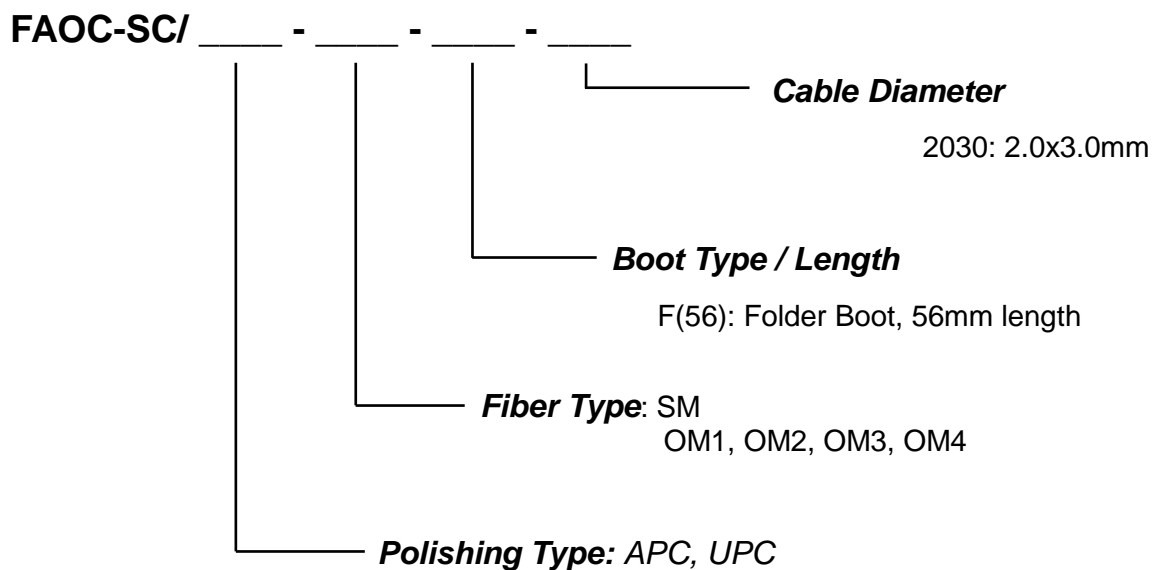 FAOC-SC/ ____ - ____ - ____ - ____
Cable Diameter
2030: 2.0x3.0mm
Boot Type / Length
F(56): Folder Boot, 56mm length
Fiber Type: SM
OM1, OM2, OM3, OM4
Polishing Type: APC, UPC